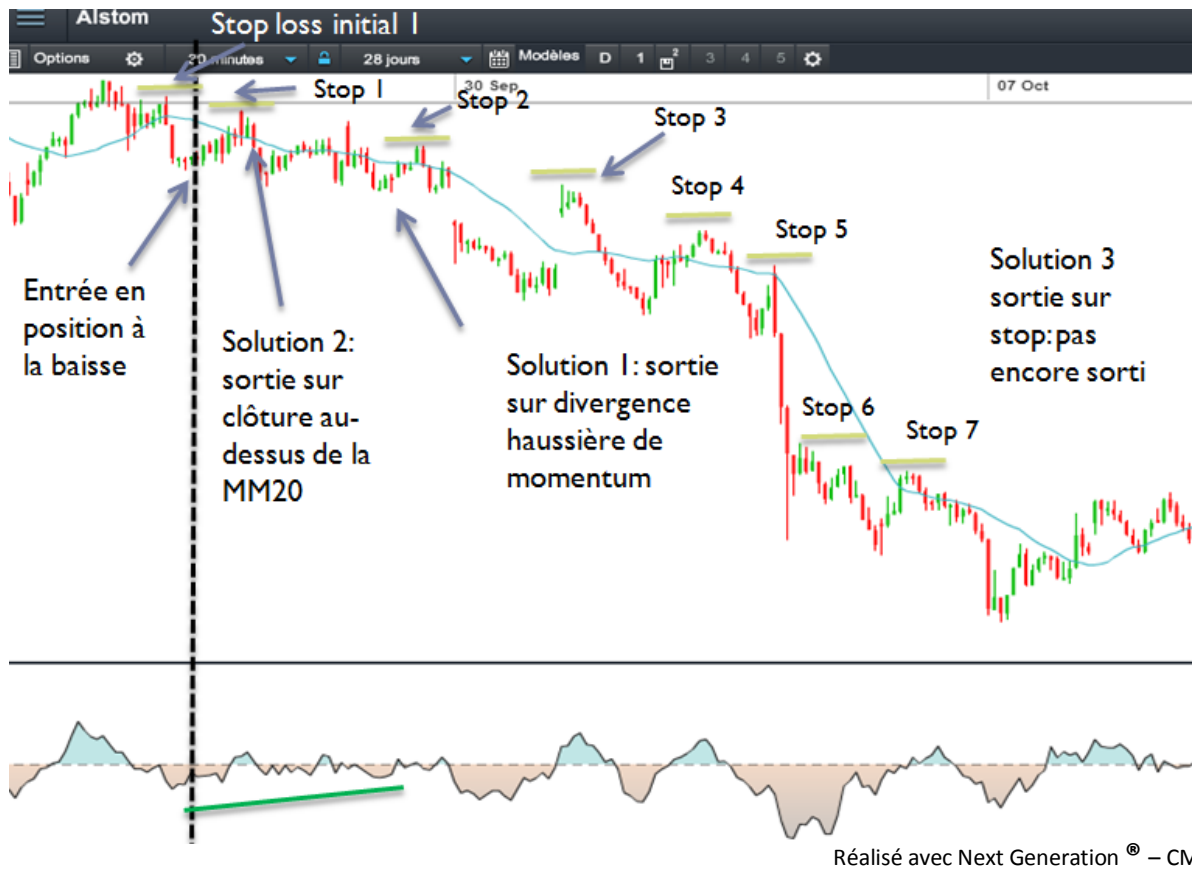 Alstom
Stop loss initial 1
Options
30 minutes
28 jours
Modèles
D
1
2
3
4
5
30 Sep
07 Oct
Stop 1
Stop 2
Stop 3
Stop 4
Stop 5
Entrée en
position à
la baisse
Solution 2:
sortie sur
clôture au-
dessus de la
MM20
Solution 1: sortie
sur divergence
haussière de
momentum
Solution 3
sortie sur
stop: pas
encore sorti
Stop 6
Stop 7
Réalisé avec Next Generation ® – CM